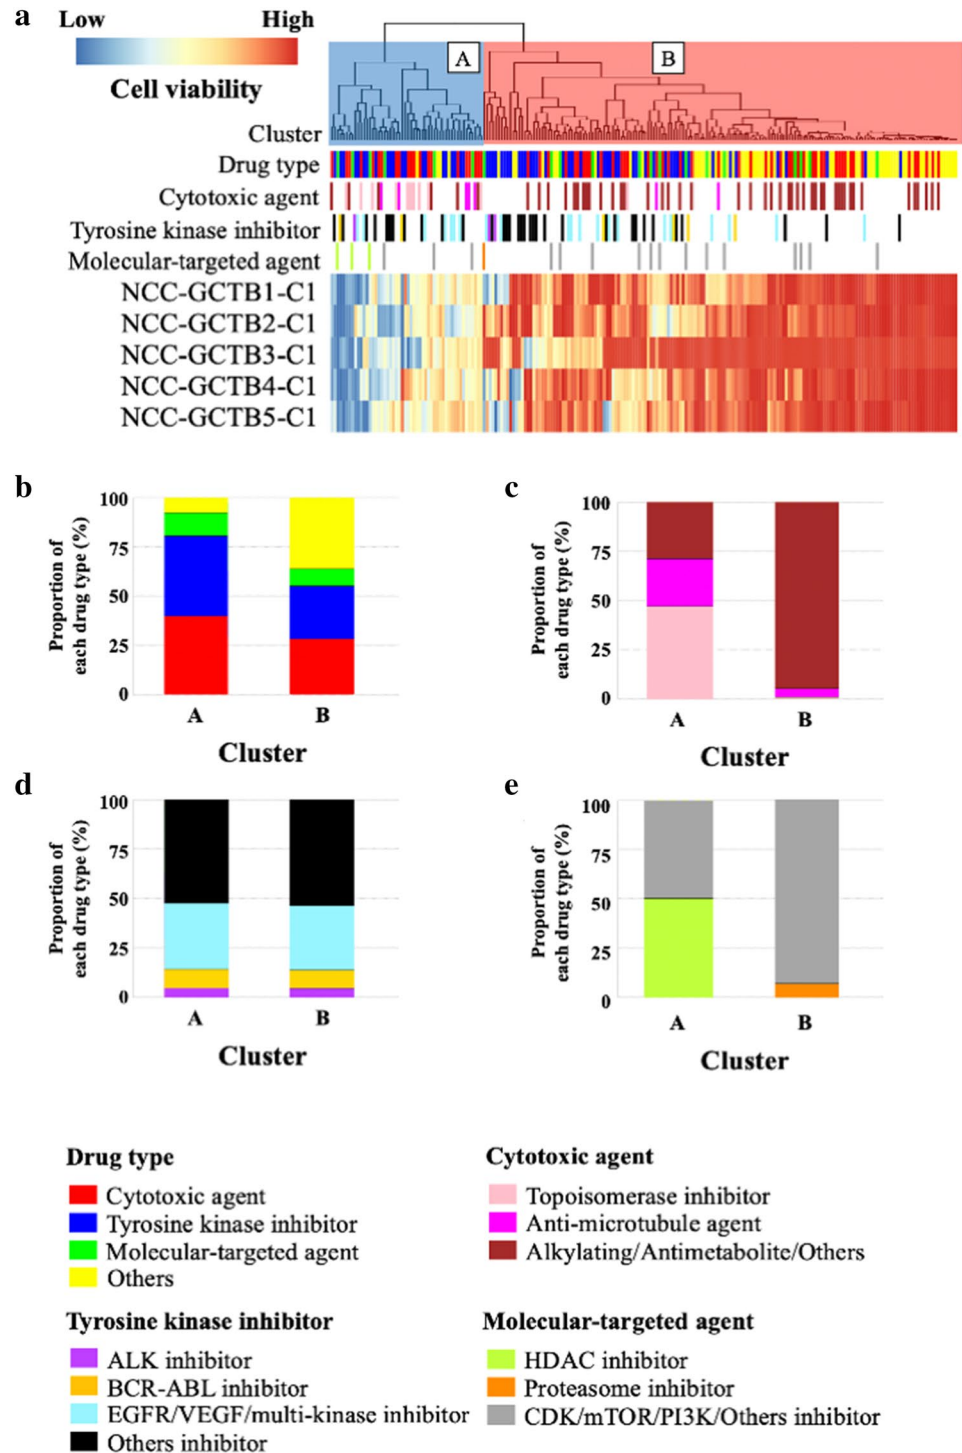 a
Low High
Cell viability
A
B
Cluster
Drug type
Cytotoxic agent
Tyrosine kinase inhibitor
Molecular-targeted agent
NCC-GCTB1-C1
NCC-GCTB2-C1
NCC-GCTB3-C1
NCC-GCTB4-C1
NCC-GCTB5-C1
b
Proportion of
each drug type (%)
100
75
50
25
0
A B
Cluster
c
Proportion of
each drug type (%)
100
75
50
25
0
A B
Cluster
d
Proportion of
each drug type (%)
100
75
50
25
0
A B
Cluster
e
Proportion of
each drug type (%)
100
75
50
25
0
A B
Cluster
Drug type
Cytotoxic agent
Tyrosine kinase inhibitor
Molecular-targeted agent
Others
Cytotoxic agent
Topoisomerase inhibitor
Anti-microtubule agent
Alkylating/Antimetabolite/Others
Tyrosine kinase inhibitor
ALK inhibitor
BCR-ABL inhibitor
EGFR/VEGF/multi-kinase inhibitor
Others inhibitor
Molecular-targeted agent
HDAC inhibitor
Proteasome inhibitor
CDK/mTOR/PI3K/Others inhibitor